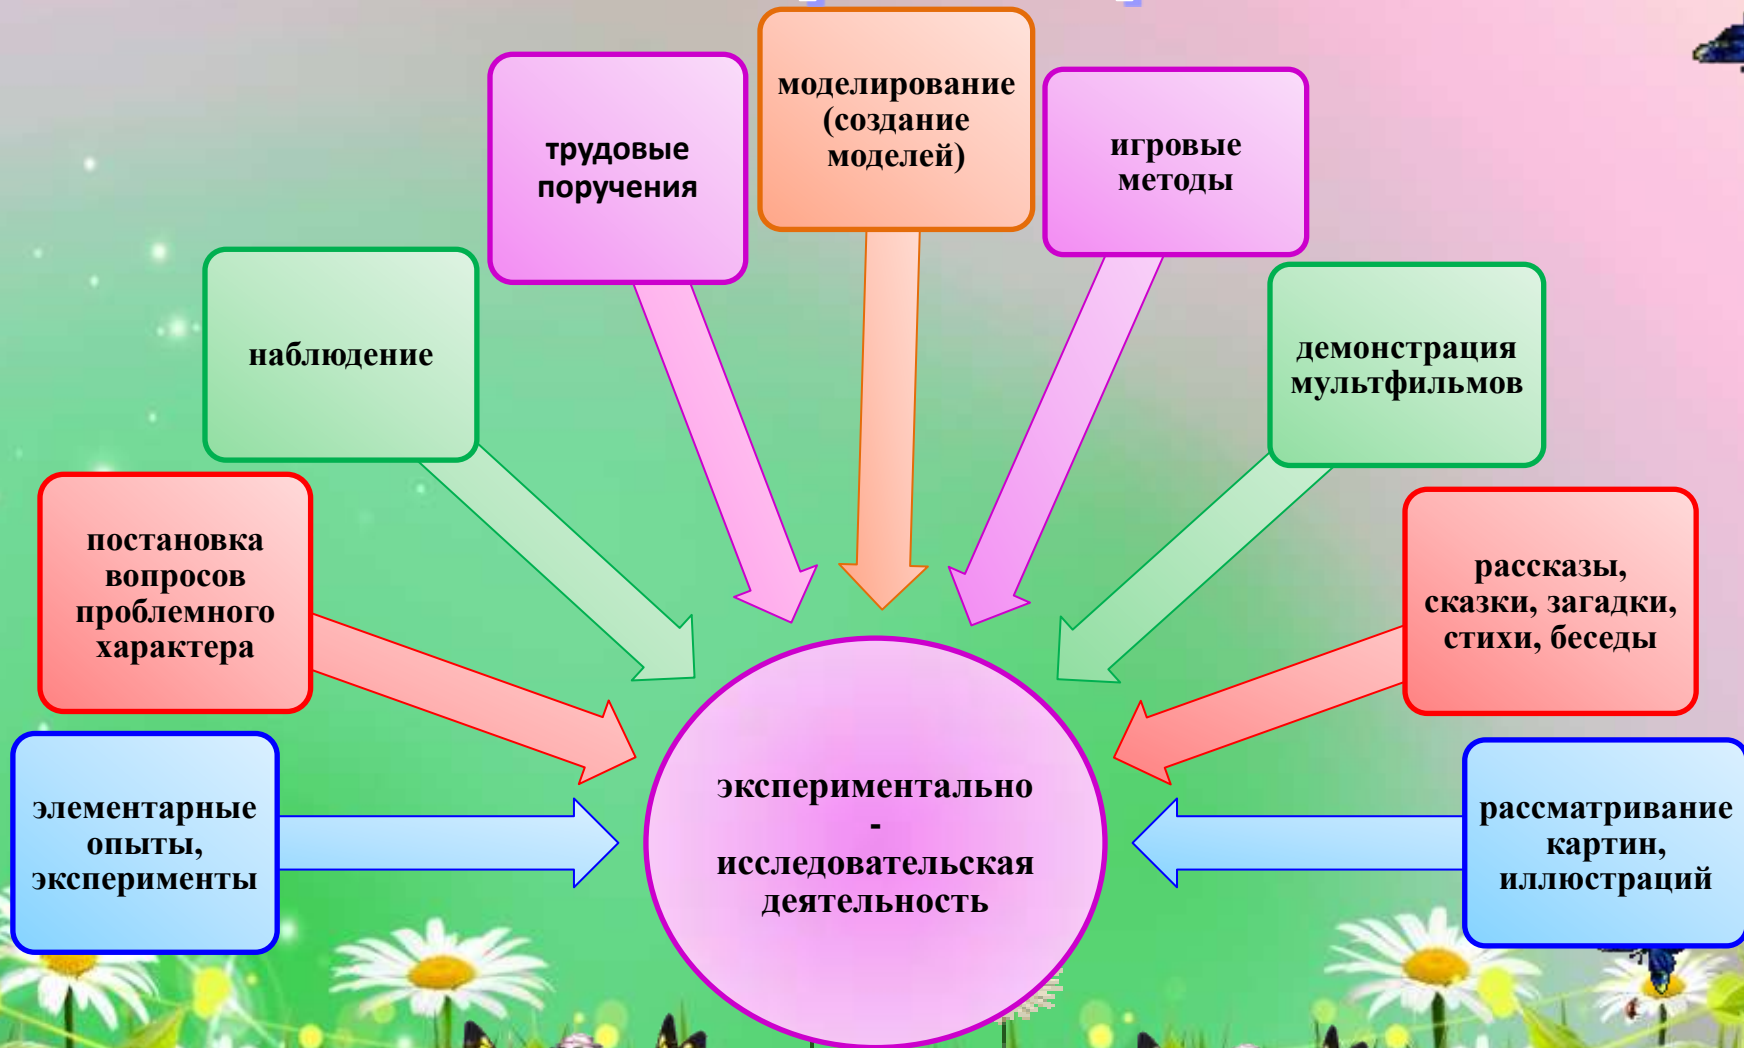 моделирование
(создание
моделей)
трудовые
поручения
игровые
методы
наблюдение
демонстрация
мультфильмов
постановка
вопросов
проблемного
характера
рассказы,
сказки, загадки,
стихи, беседы
элементарные
опыты,
эксперименты
экспериментально
-
исследовательская
деятельность
рассматривание
картин,
иллюстраций